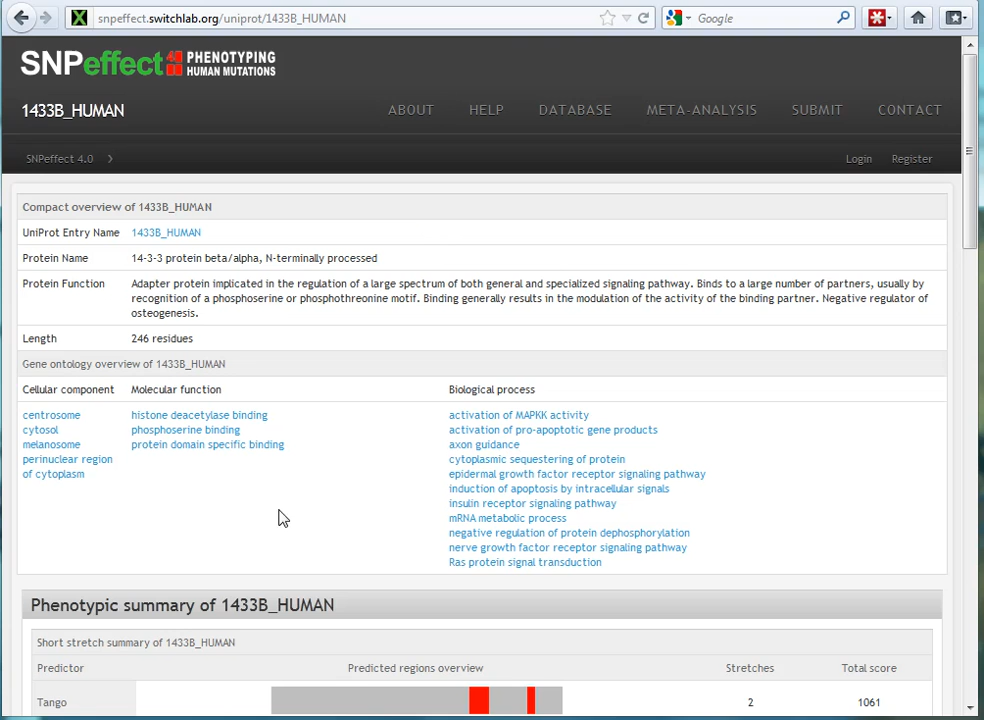 snpeffect.switchlab.org/uniprot/1433B_HUMAN
Google
SNPeffect 4.0 PHENOTYPING HUMAN MUTATIONS
1433B_HUMAN
ABOUT HELP DATABASE META-ANALYSIS SUBMIT CONTACT
SNPeffect 4.0 Login Register
Compact overview of 1433B_HUMAN
UniProt Entry Name 1433B_HUMAN
Protein Name 14-3-3 protein beta/alpha, N-terminally processed
Protein Function Adapter protein implicated in the regulation of a large spectrum of both general and specialized signaling pathway. Binds to a large number of partners, usually by
recognition of a phosphoserine or phosphothreonine motif. Binding generally results in the modulation of the activity of the binding partner. Negative regulator of
osteogenesis.
Length 246 residues
Gene ontology overview of 1433B_HUMAN
Cellular component Molecular function Biological process
centrosome histone deacetylase binding activation of MAPKK activity
cytosol phosphoserine binding activation of pro-apoptotic gene products
melanosome protein domain specific binding axon guidance
perinuclear region cytoplasmic sequestering of protein
of cytoplasm epidermal growth factor receptor signaling pathway
induction of apoptosis by intracellular signals
insulin receptor signaling pathway
mRNA metabolic process
negative regulation of protein dephosphorylation
nerve growth factor receptor signaling pathway
Ras protein signal transduction
Phenotypic summary of 1433B_HUMAN
Short stretch summary of 1433B_HUMAN
Predictor Predicted regions overview Stretches Total score
Tango 2 1061